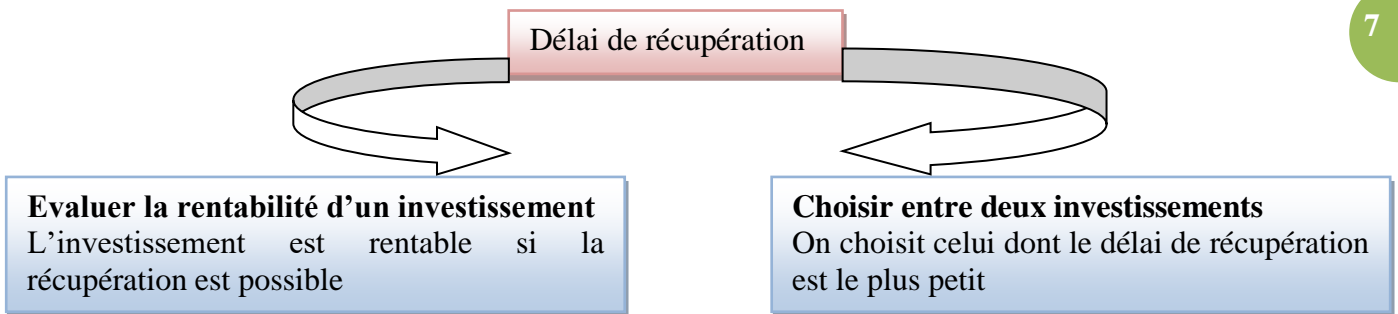 7
Délai de récupération
Evaluer la rentabilité d’un investissement
L’investissement est rentable si la
récupération est possible
Choisir entre deux investissements
On choisit celui dont le délai de récupération
est le plus petit